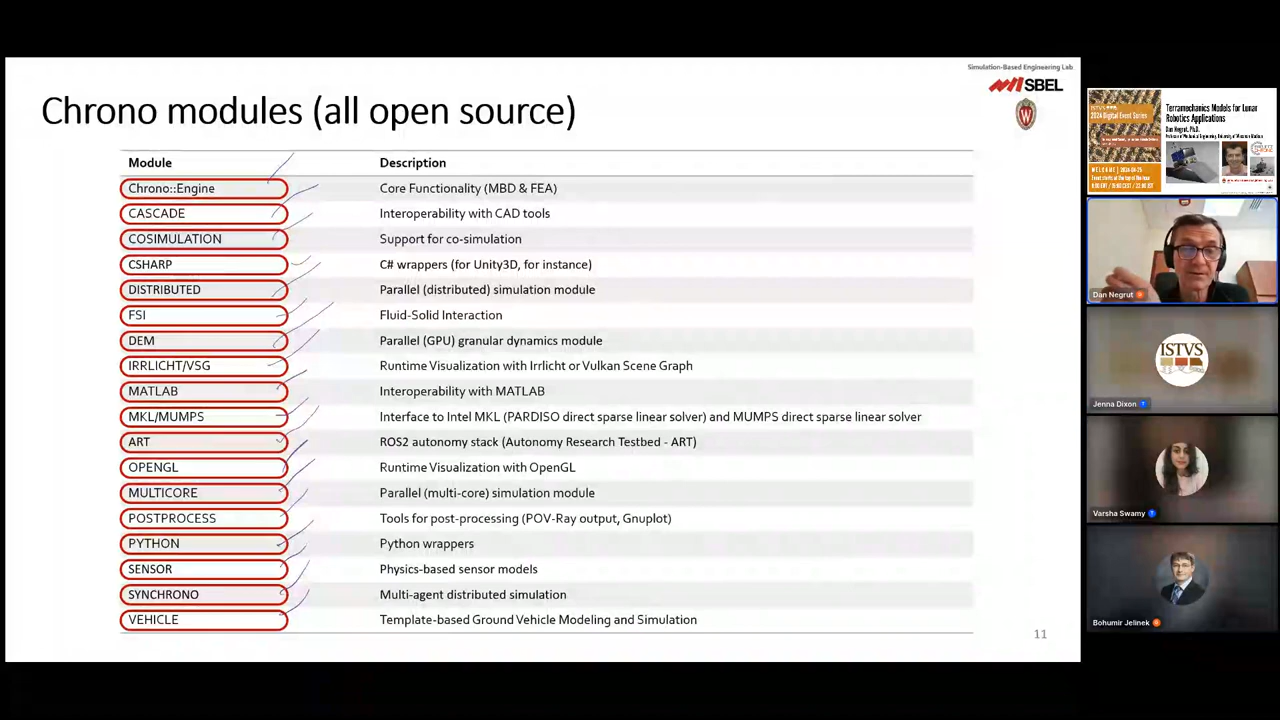 Simulation-Based Engineering Lab
SBEL
W
Chrono modules (all open source)
Module Description
Chrono::Engine Core Functionality (MBD & FEA)
CASCADE Interoperability with CAD tools
COSIMULATION Support for co-simulation
CSHARP C# wrappers (for Unity3D, for instance)
DISTRIBUTED Parallel (distributed) simulation module
FSI Fluid-Solid Interaction
DEM Parallel (GPU) granular dynamics module
IRRLICHT/VSG Runtime Visualization with Irrlicht or Vulkan Scene Graph
MATLAB Interoperability with MATLAB
MKL/MUMPS Interface to Intel MKL (PARDISO direct sparse linear solver) and MUMPS direct sparse linear solver
ART ROS2 autonomy stack (Autonomy Research Testbed - ART)
OPENGL Runtime Visualization with OpenGL
MULTICORE Parallel (multi-core) simulation module
POSTPROCESS Tools for post-processing (POV-Ray output, Gnuplot)
PYTHON Python wrappers
SENSOR Physics-based sensor models
SYNCHRONO Multi-agent distributed simulation
VEHICLE Template-based Ground Vehicle Modeling and Simulation
11
2024 Digital Event Series
Terramechanics Models for Lunar
Robotics Applications
Dan Negrut, Ph.D.
Dan Negrut
ISTVS
Jenna Dixon
Varsha Swamy
Bohumir Jelinek